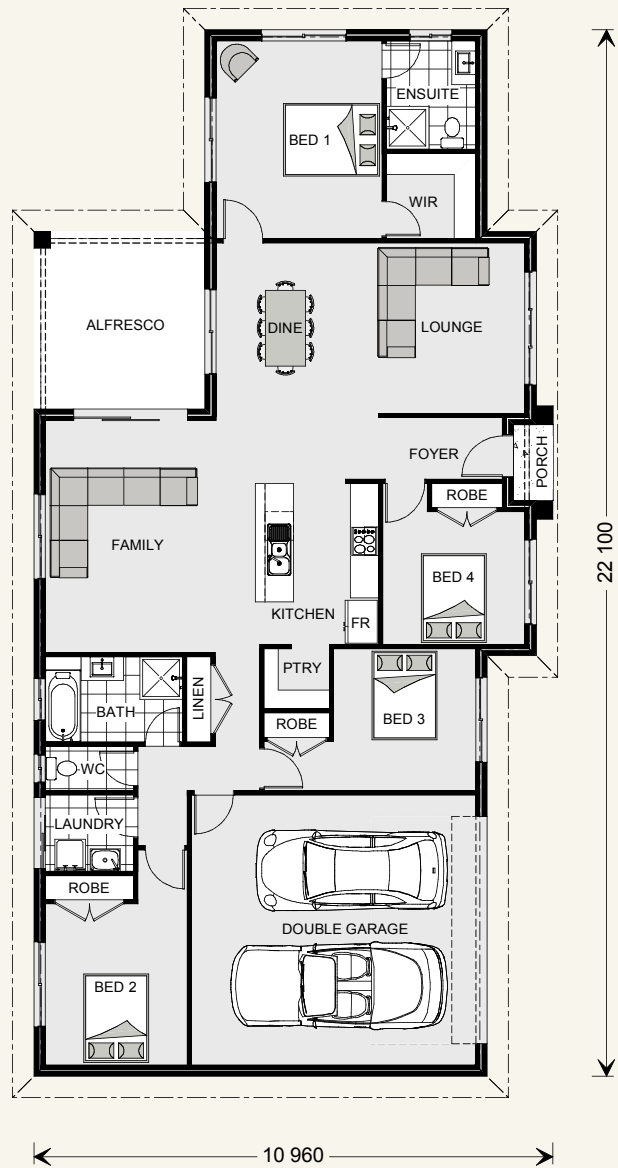 ENSUITE
BED 1
WIR
ALFRESCO
DINE
LOUNGE
FOYER
PORCH
ROBE
FAMILY
BED 4
22 100
KITCHEN
FR
PTRY
LINEN
BATH
ROBE
BED 3
WC
LAUNDRY
ROBE
DOUBLE GARAGE
BED 2
10 960